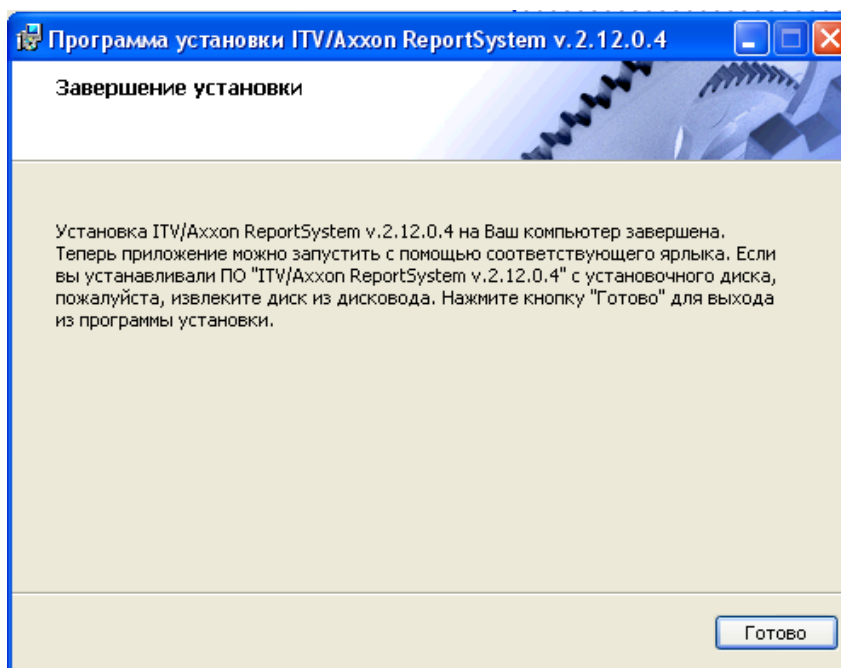 Программа установки ITV/Axxon ReportSystem v.2.12.0.4
Завершение установки
Установка ITV/Axxon ReportSystem v.2.12.0.4 на Ваш компьютер завершена.
Теперь приложение можно запустить с помощью соответствующего ярлыка. Если
вы устанавливали ПО "ITV/Axxon ReportSystem v.2.12.0.4" с установочного диска,
пожалуйста, извлеките диск из дисковода. Нажмите кнопку "Готово" для выхода
из программы установки.
Готово